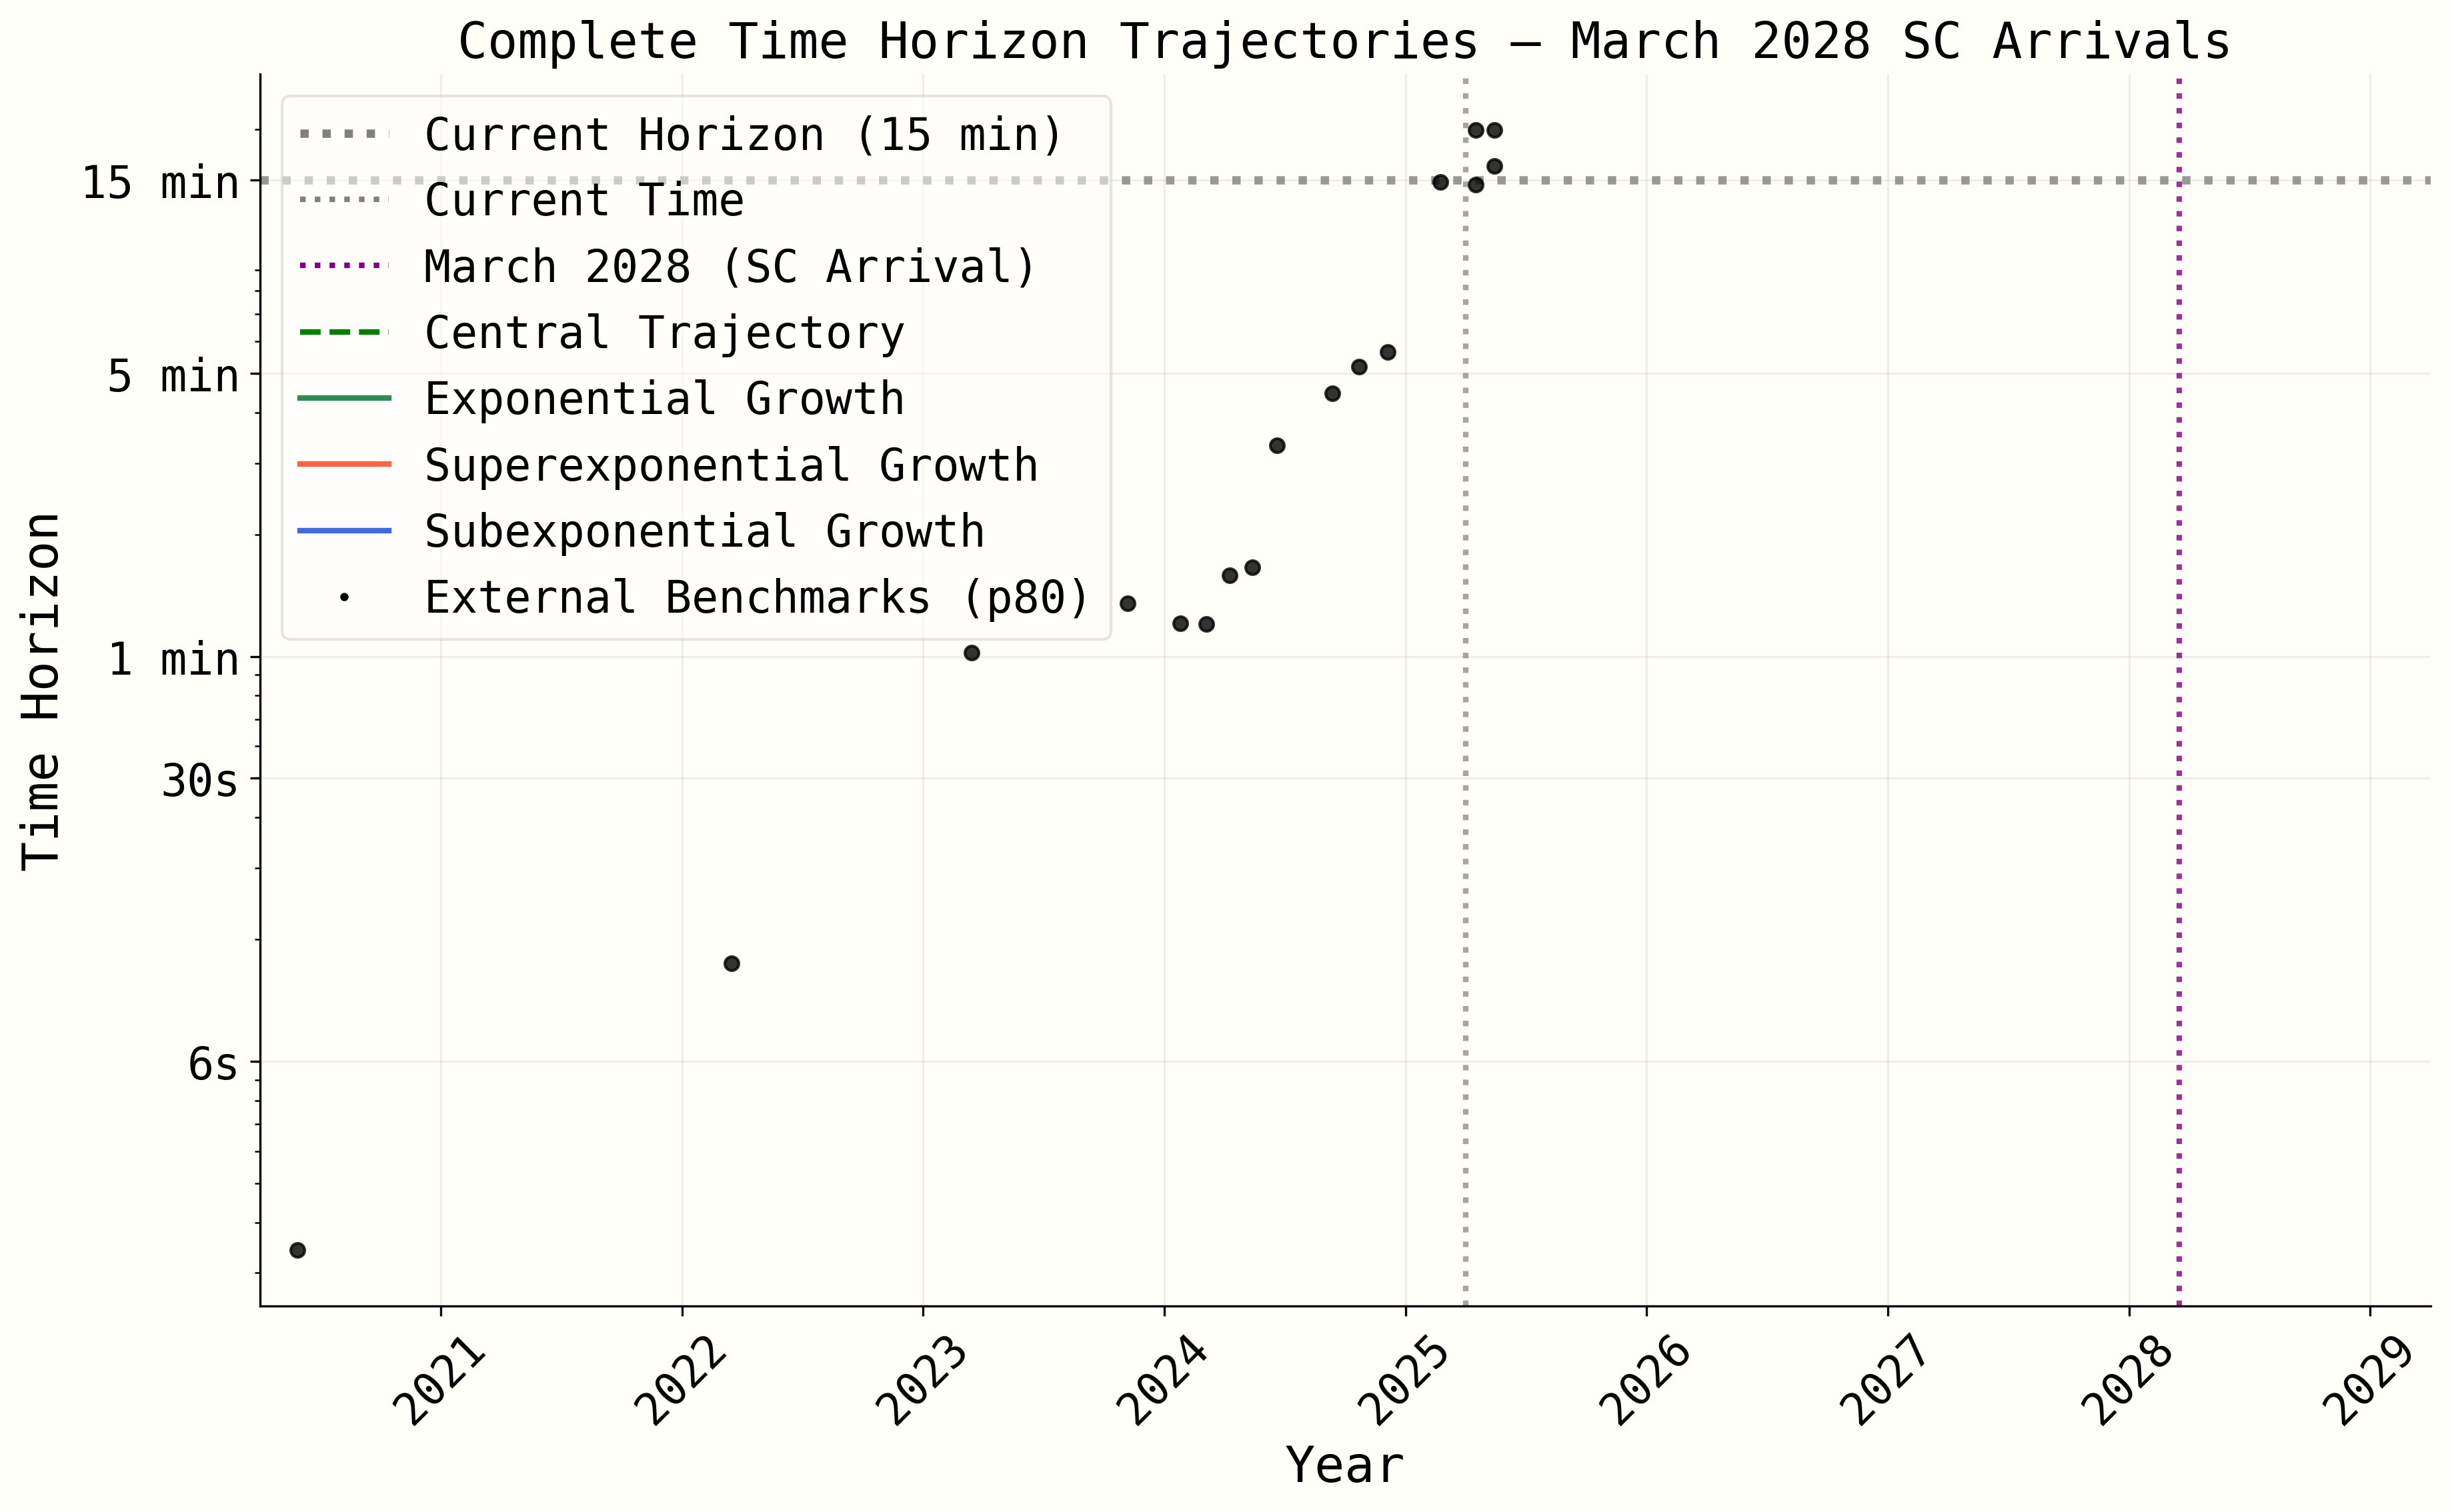 Complete Time Horizon Trajectories – March 2028 SC Arrivals
Current Horizon (15 min)
Current Time
March 2028 (SC Arrival)
Central Trajectory
Exponential Growth
Superexponential Growth
Subexponential Growth
External Benchmarks (p80)
Time Horizon
15 min
5 min
1 min
30s
6s
2021
2022
2023
2024
2025
2026
2027
2028
2029
Year